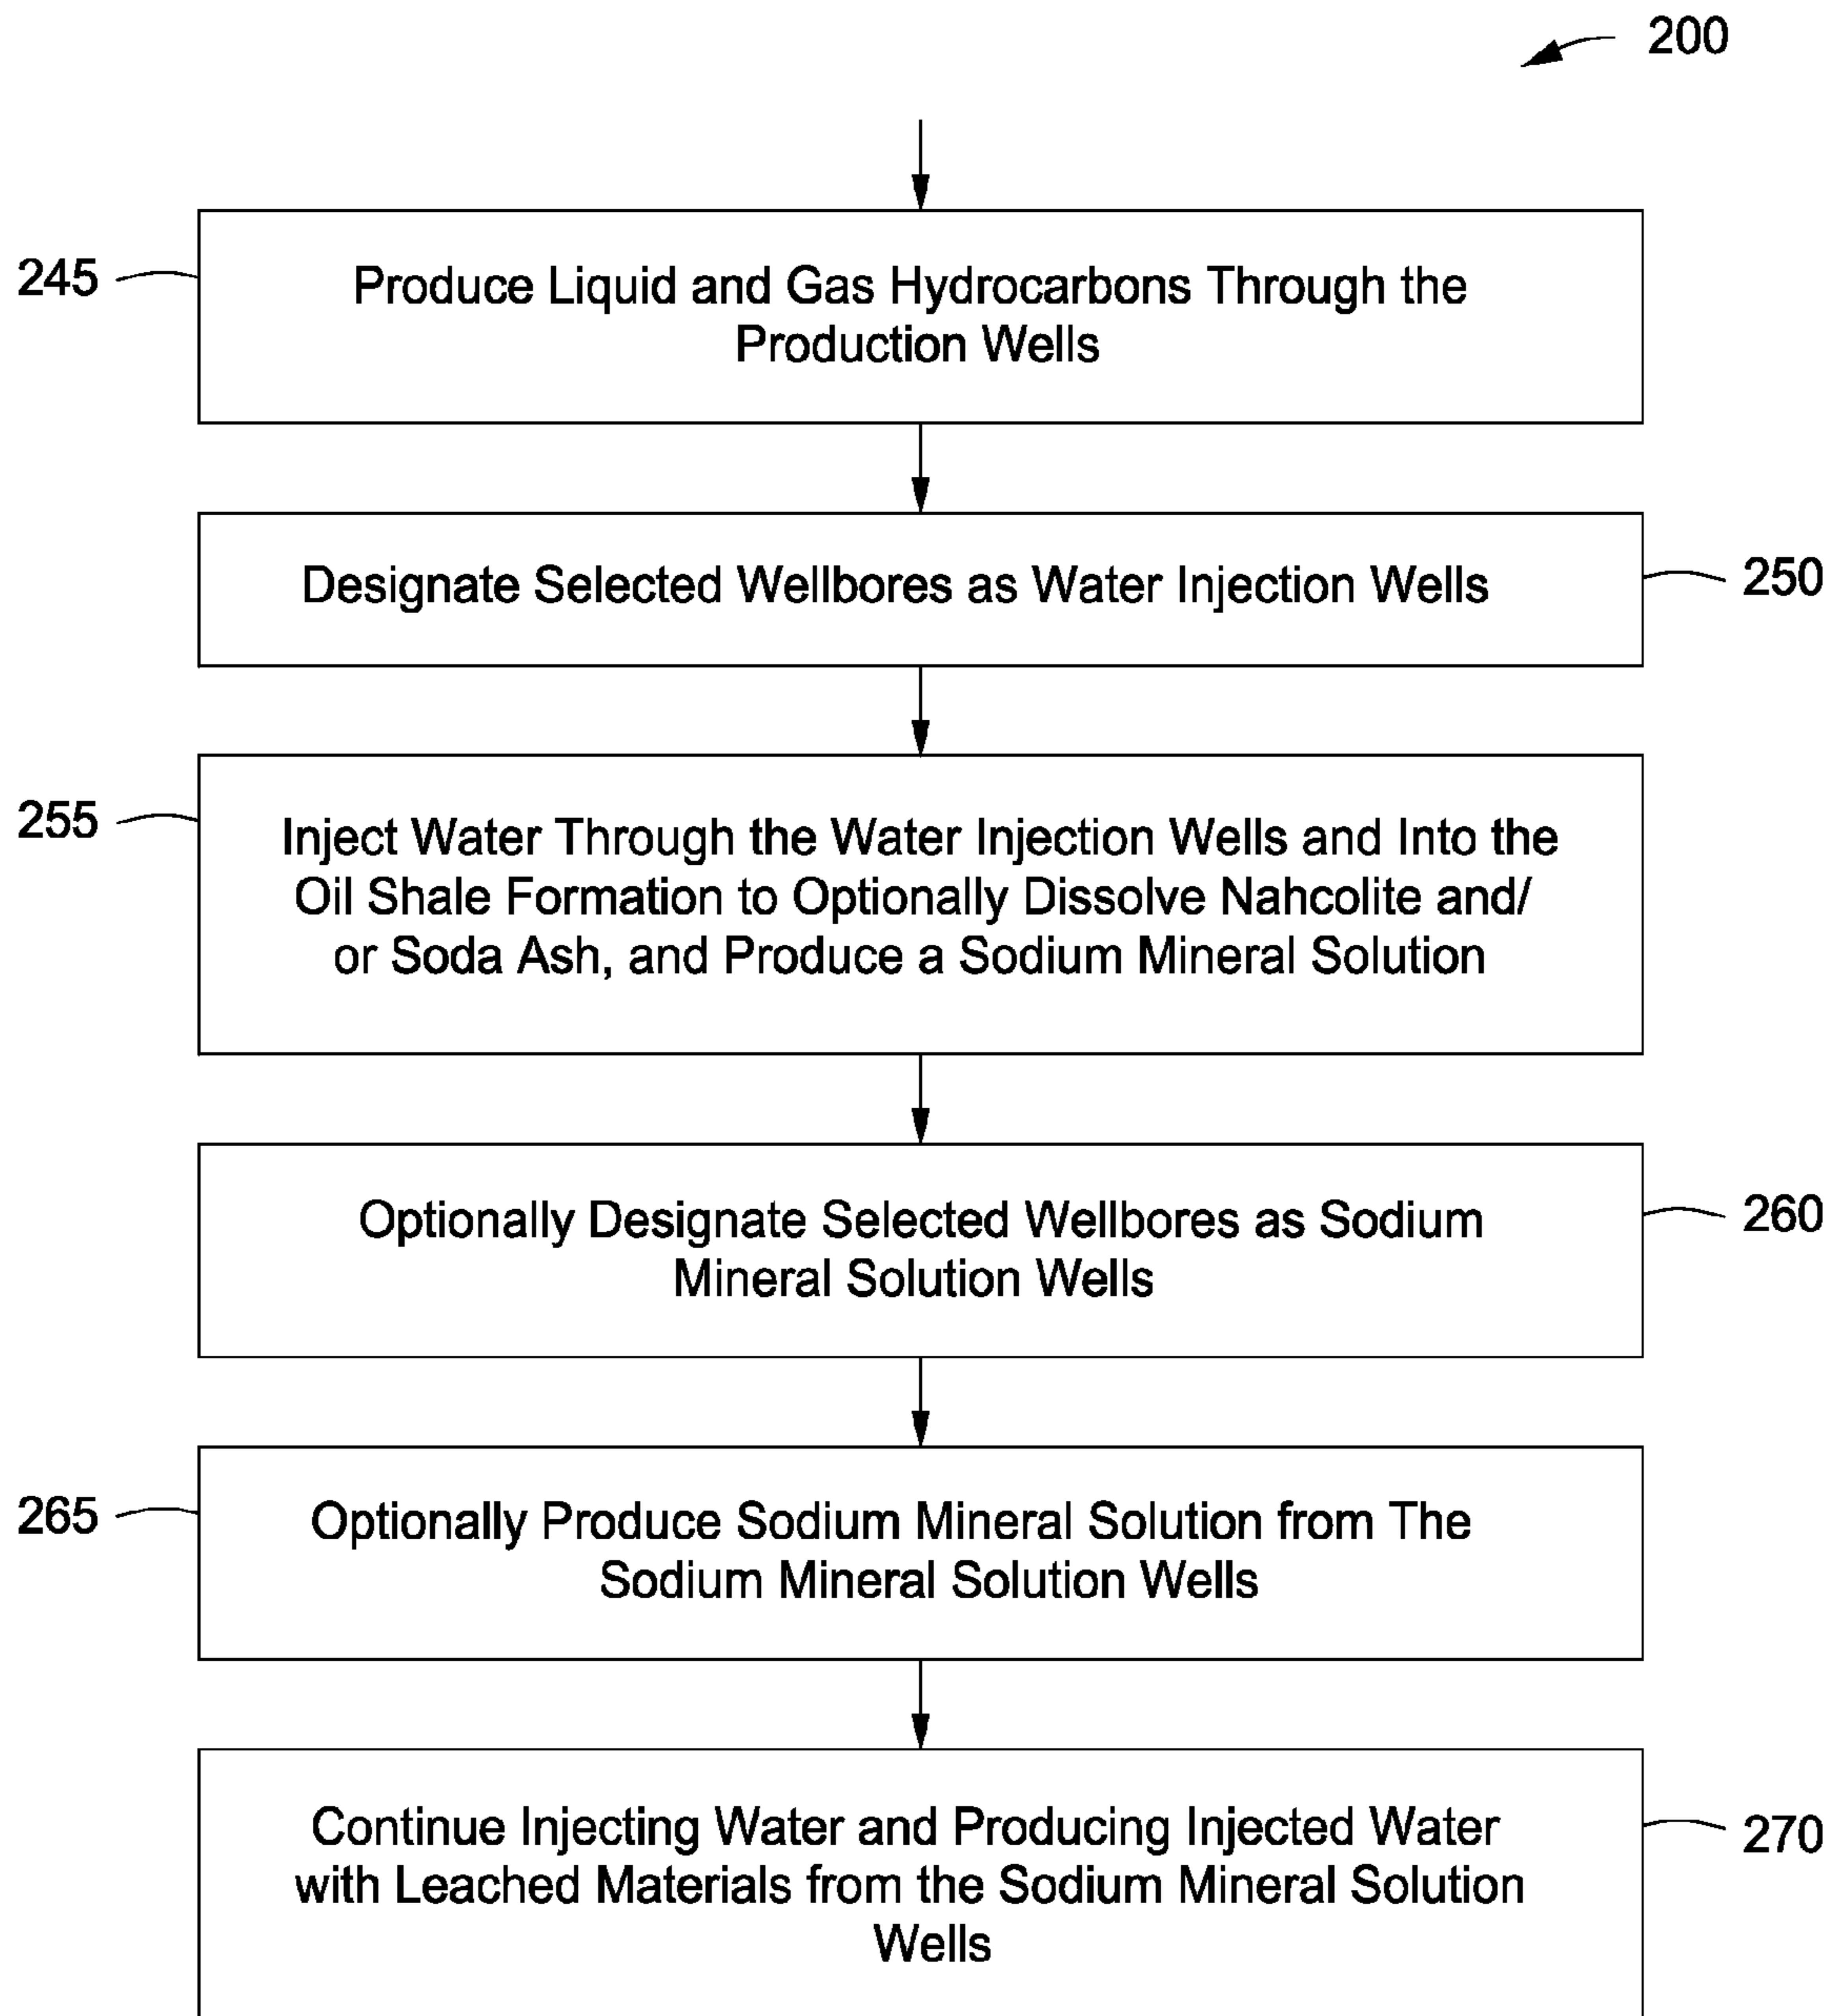 200
245
Produce Liquid and Gas Hydrocarbons Through the
Production Wells
Designate Selected Wellbores as Water Injection Wells
250
255
Inject Water Through the Water Injection Wells and Into the
Oil Shale Formation to Optionally Dissolve Nahcolite and/
or Soda Ash, and Produce a Sodium Mineral Solution
Optionally Designate Selected Wellbores as Sodium
Mineral Solution Wells
260
265
Optionally Produce Sodium Mineral Solution from The
Sodium Mineral Solution Wells
Continue Injecting Water and Producing Injected Water
with Leached Materials from the Sodium Mineral Solution
Wells
270